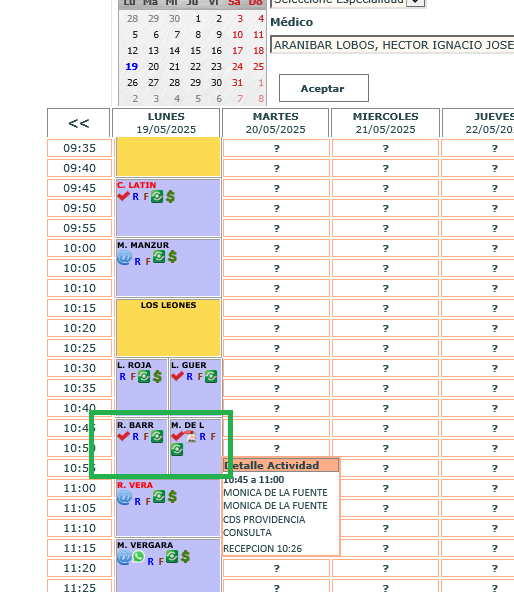 Lu Ma Mi Ju Vi Sa Do
28 29 30 1 2 3 4
5 6 7 8 9 10 11
12 13 14 15 16 17 18
19 20 21 22 23 24 25
26 27 28 29 30 31 1
2 3 4 5 6 7 8
Seleccione Especialidad
Médico
ARANIBAR LOBOS, HECTOR IGNACIO JOSE
Aceptar
<< LUNES MARTES MIERCOLES JUEVES
19/05/2025 20/05/2025 21/05/2025 22/05/20
09:35 ? ? ?
09:40 ? ? ?
09:45 C. LATIN ? ? ?
09:50 R F $ ? ? ?
09:55 ? ? ?
10:00 M. MANZUR ? ? ?
10:05 @ R F $ ? ? ?
10:10 ? ? ?
10:15 LOS LEONES ? ? ?
10:20 ? ? ?
10:25 ? ? ?
10:30 L. ROJA L. GUER ? ? ?
10:35 R F $ R F ? ? ?
10:40 ? ? ?
10:45 R. BARR M. DE L ? ? ?
10:50 R F R F ? ? ?
10:55 Detalle Actividad ? ?
11:00 R. VERA 10:45 a 11:00 ? ?
MONICA DE LA FUENTE
11:05 @ R F $ MONICA DE LA FUENTE ? ?
CDS PROVIDENCIA
11:10 CONSULTA ? ?
11:15 M. VERGARA RECEPCION 10:26 ? ?
11:20 @ R F $ ? ? ?
11:25 ? ? ?